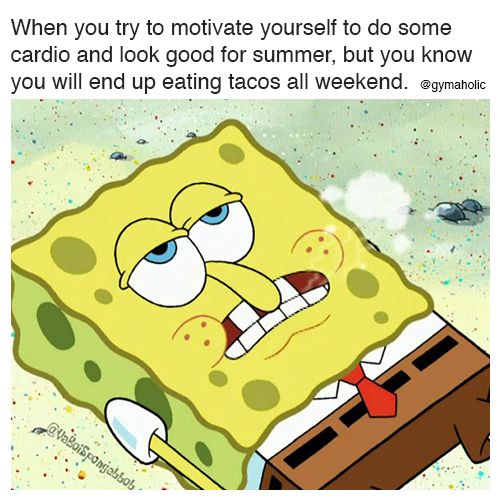 When you try to motivate yourself to do some
cardio and look good for summer, but you know
you will end up eating tacos all weekend. @gymaholic
@YaBoiSpongebbob